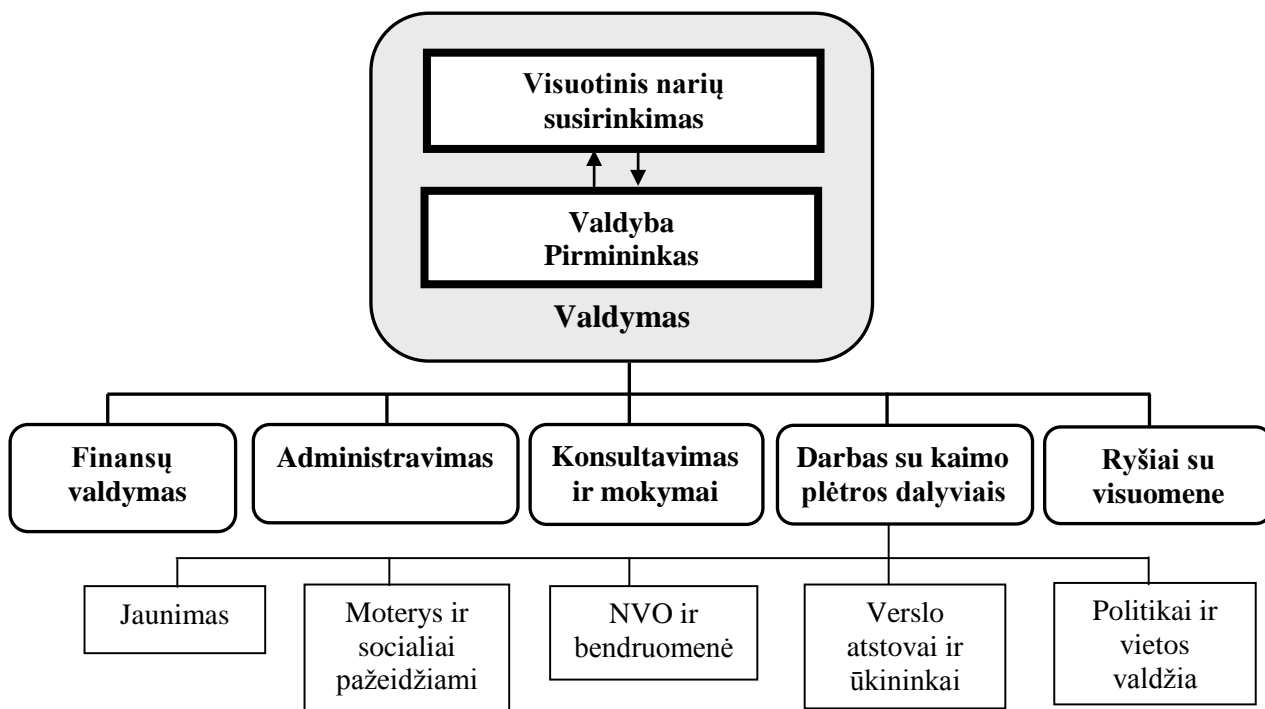 Visuotinis narių
susirinkimas
Valdyba
Pirmininkas
Valdymas
Finansų
valdymas
Administravimas
Konsultavimas
ir mokymai
Darbas su kaimo
plėtros dalyviais
Ryšiai su
visuomene
Jaunimas
Moterys ir
socialiai
pažeidžiami
NVO ir
bendruomenė
Verslo
atstovai ir
ūkininkai
Politikai ir
vietos
valdžia